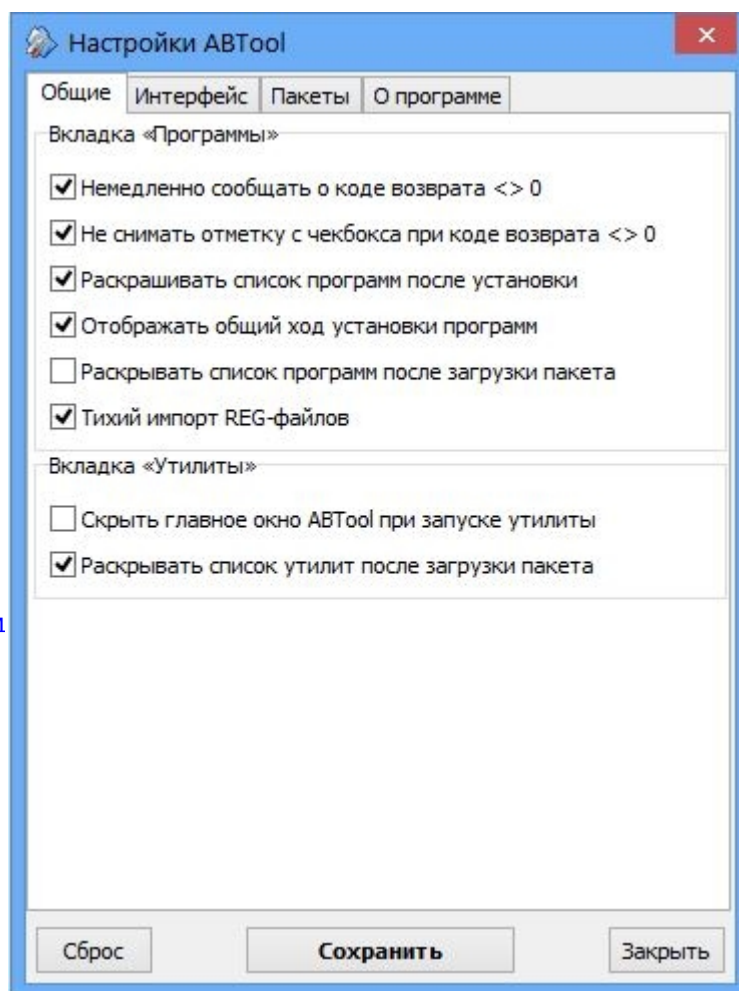 Настройки ABTool
Общие Интерфейс Пакеты О программе
Вкладка «Программы»
Немедленно сообщать о коде возврата <> 0
Не снимать отметку с чекбокса при коде возврата <> 0
Раскрашивать список программ после установки
Отображать общий ход установки программ
Раскрывать список программ после загрузки пакета
Тихий импорт REG-файлов
Вкладка «Утилиты»
Скрыть главное окно ABTool при запуске утилиты
Раскрывать список утилит после загрузки пакета
Сброс Сохранить Закрыть